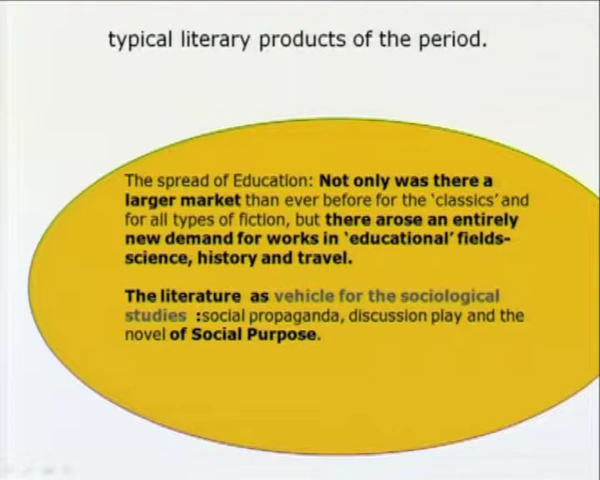 typical literary products of the period.
The spread of Education: Not only was there a
larger market than ever before for the 'classics' and
for all types of fiction, but there arose an entirely
new demand for works in 'educational' fields-
science, history and travel.
The literature as vehicle for the sociological
studies :social propaganda, discussion play and the
novel of Social Purpose.